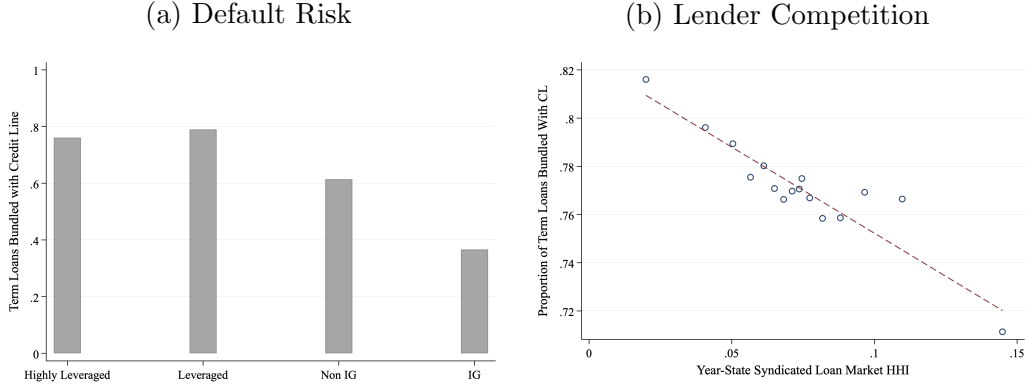 (a) Default Risk
Term Loans Bundled with Credit Line
1
.8
.6
.4
.2
0
Highly Leveraged Leveraged Non IG IG
(b) Lender Competition
Proportion of Term Loans Bundled With CL
.82
.8
.78
.76
.74
.72
0 .05 .1 .15
Year-State Syndicated Loan Market HHI